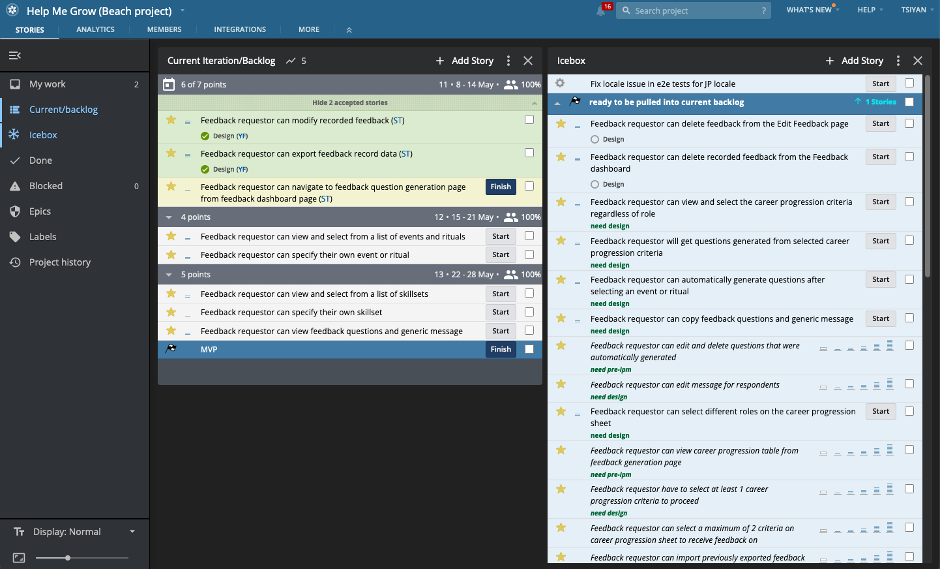 Help Me Grow (Beach project)
16
Search project
?
WHAT'S NEW
HELP
TSIYAN
STORIES
ANALYTICS
MEMBERS
INTEGRATIONS
MORE
My work
2
Current/backlog
Icebox
Done
Blocked
0
Epics
Labels
Project history
Display: Normal
Current Iteration/Backlog
5
+ Add Story
6 of 7 points
11 • 8 - 14 May •
100%
Hide 2 accepted stories
Feedback requestor can modify recorded feedback (ST)
Design (YF)
Feedback requestor can export feedback record data (ST)
Design (YF)
Feedback requestor can navigate to feedback question generation page
from feedback dashboard page (ST)
Finish
4 points
12 • 15 - 21 May •
100%
Feedback requestor can view and select from a list of events and rituals
Start
Feedback requestor can specify their own event or ritual
Start
5 points
13 • 22 - 28 May •
100%
Feedback requestor can view and select from a list of skillsets
Start
Feedback requestor can specify their own skillset
Start
Feedback requestor can view feedback questions and generic message
Start
MVP
Finish
Icebox
+ Add Story
Fix locale issue in e2e tests for JP locale
Start
ready to be pulled into current backlog
1 Stories
Feedback requestor can delete feedback from the Edit Feedback page
Start
Design
Feedback requestor can delete recorded feedback from the Feedback
dashboard
Start
Design
Feedback requestor can view and select the career progression criteria
regardless of role
Start
need design
Feedback requestor will get questions generated from selected career
progression criteria
Start
need design
Feedback requestor can automatically generate questions after
selecting an event or ritual
Start
need design
Feedback requestor can copy feedback questions and generic message
Start
need design
Feedback requestor can edit and delete questions that were
automatically generated
need pre-ipm
Feedback requestor can edit message for respondents
need design
Feedback requestor can select different roles on the career progression
sheet
Start
need design
Feedback requestor can view career progression table from
feedback generation page
need pre-ipm
Feedback requestor have to select at least 1 career
progression criteria to proceed
need design
Feedback requestor can select a maximum of 2 criteria on
career progression sheet to receive feedback on
Feedback requestor can import previously exported feedback